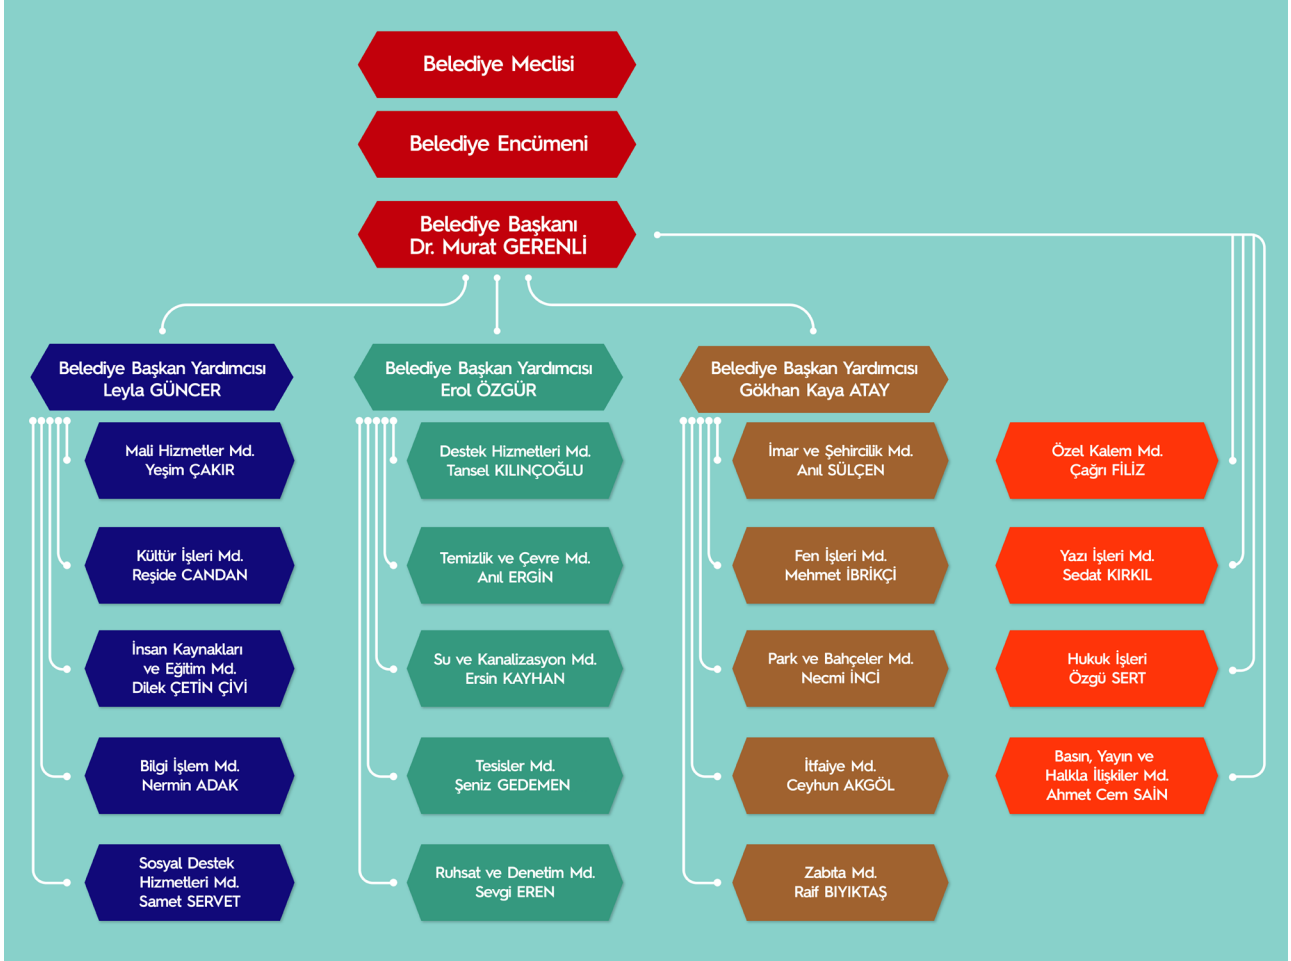 Belediye Meclisi
Belediye Encümeni
Belediye Başkanı
Dr. Murat GERENLİ
Belediye Başkan Yardımcısı
Leyla GÜNCER
Mali Hizmetler Md.
Yeşim ÇAKIR
Kültür İşleri Md.
Reşide CANDAN
İnsan Kaynakları
ve Eğitim Md.
Dilek ÇETİN ÇİVİ
Bilgi İşlem Md.
Nermin ADAK
Sosyal Destek
Hizmetleri Md.
Samet SERVET
Belediye Başkan Yardımcısı
Erol ÖZGÜR
Destek Hizmetleri Md.
Tansel KILINÇOĞLU
Temizlik ve Çevre Md.
Anıl ERGİN
Su ve Kanalizasyon Md.
Ersin KAYHAN
Tesisler Md.
Şeniz GEDEMEN
Ruhsat ve Denetim Md.
Sevgi EREN
Belediye Başkan Yardımcısı
Gökhan Kaya ATAY
İmar ve Şehircilik Md.
Anıl SÜLÇEN
Fen İşleri Md.
Mehmet İBRİKÇİ
Park ve Bahçeler Md.
Necmi İNCİ
İtfaiye Md.
Ceyhun AKGÖL
Zabıta Md.
Raif BIYIKTAŞ
Özel Kalem Md.
Çağrı FİLİZ
Yazı İşleri Md.
Sedat KIRKIL
Hukuk İşleri
Özgü SERT
Basın, Yayın ve
Halkla İlişkiler Md.
Ahmet Cem SAİN